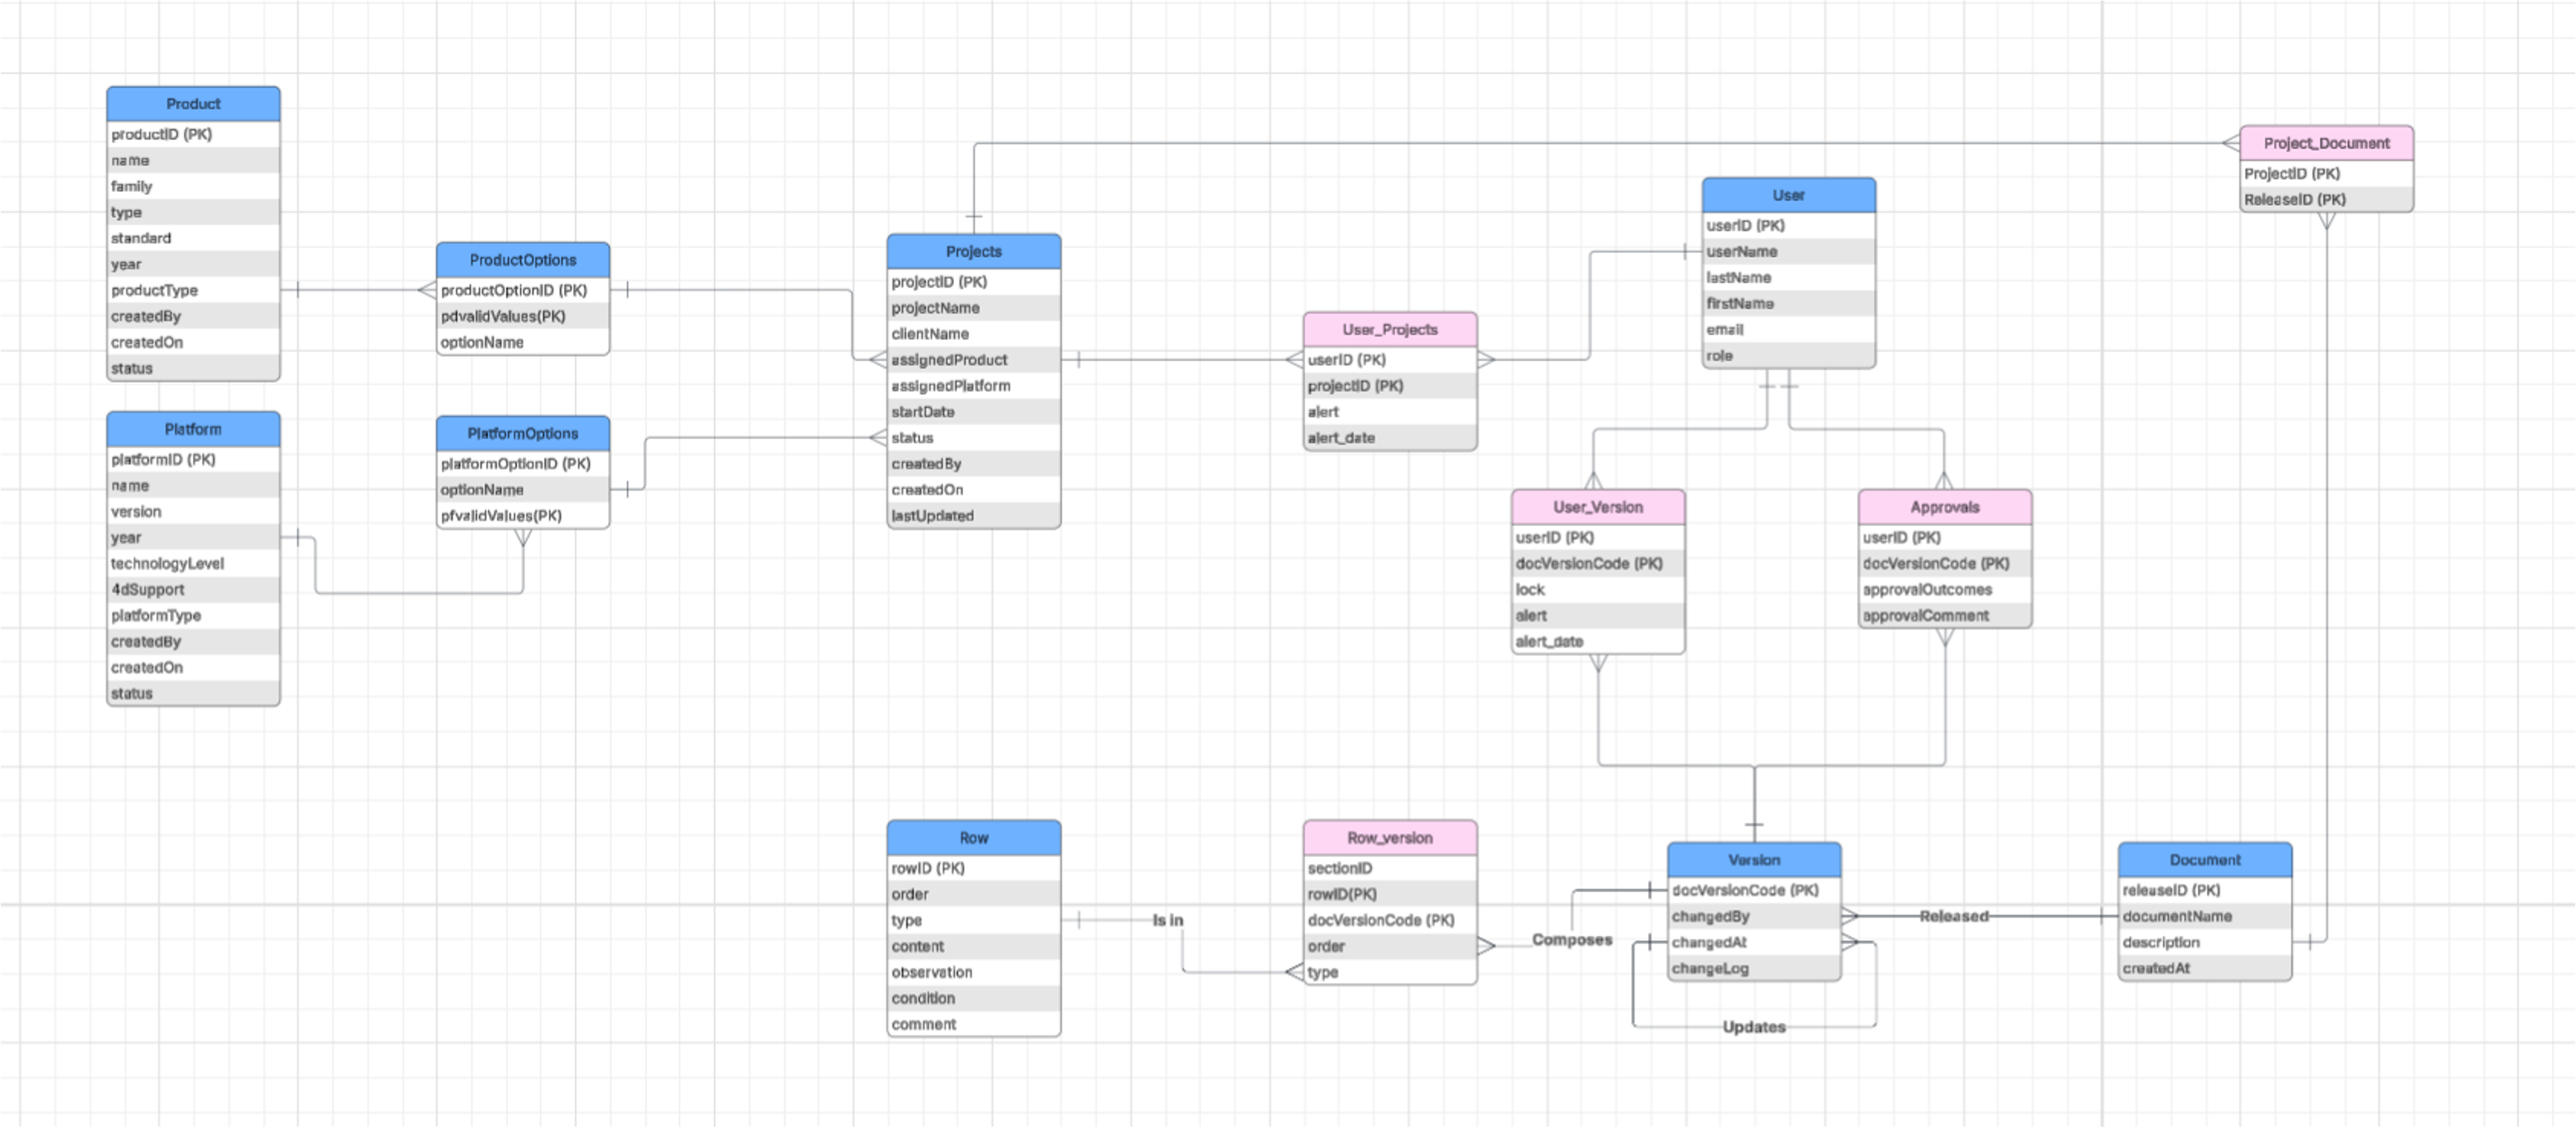 Product
productID (PK)
name
family
type
standard
year
productType
createdBy
createdOn
status
Platform
platformID (PK)
name
version
year
technologyLevel
4dSupport
platformType
createdBy
createdOn
status
ProductOptions
productOptionID (PK)
pdvalidValues(PK)
optionName
PlatformOptions
platformOptionID (PK)
optionName
pfvalidValues(PK)
Projects
projectID (PK)
projectName
clientName
assignedProduct
assignedPlatform
startDate
status
createdBy
createdOn
lastUpdated
User_Projects
userID (PK)
projectID (PK)
alert
alert_date
User
userID (PK)
userName
lastName
firstName
email
role
Project_Document
ProjectID (PK)
ReleaseID (PK)
User_Version
userID (PK)
docVersionCode (PK)
lock
alert
alert_date
Approvals
userID (PK)
docVersionCode (PK)
approvalOutcomes
approvalComment
Row
rowID (PK)
order
type
content
observation
condition
comment
Is in
Row_version
sectionID
rowID(PK)
docVersionCode (PK)
order
type
Composes
Version
docVersionCode (PK)
changedBy
changedAt
changeLog
Updates
Released
Document
releaseID (PK)
documentName
description
createdAt